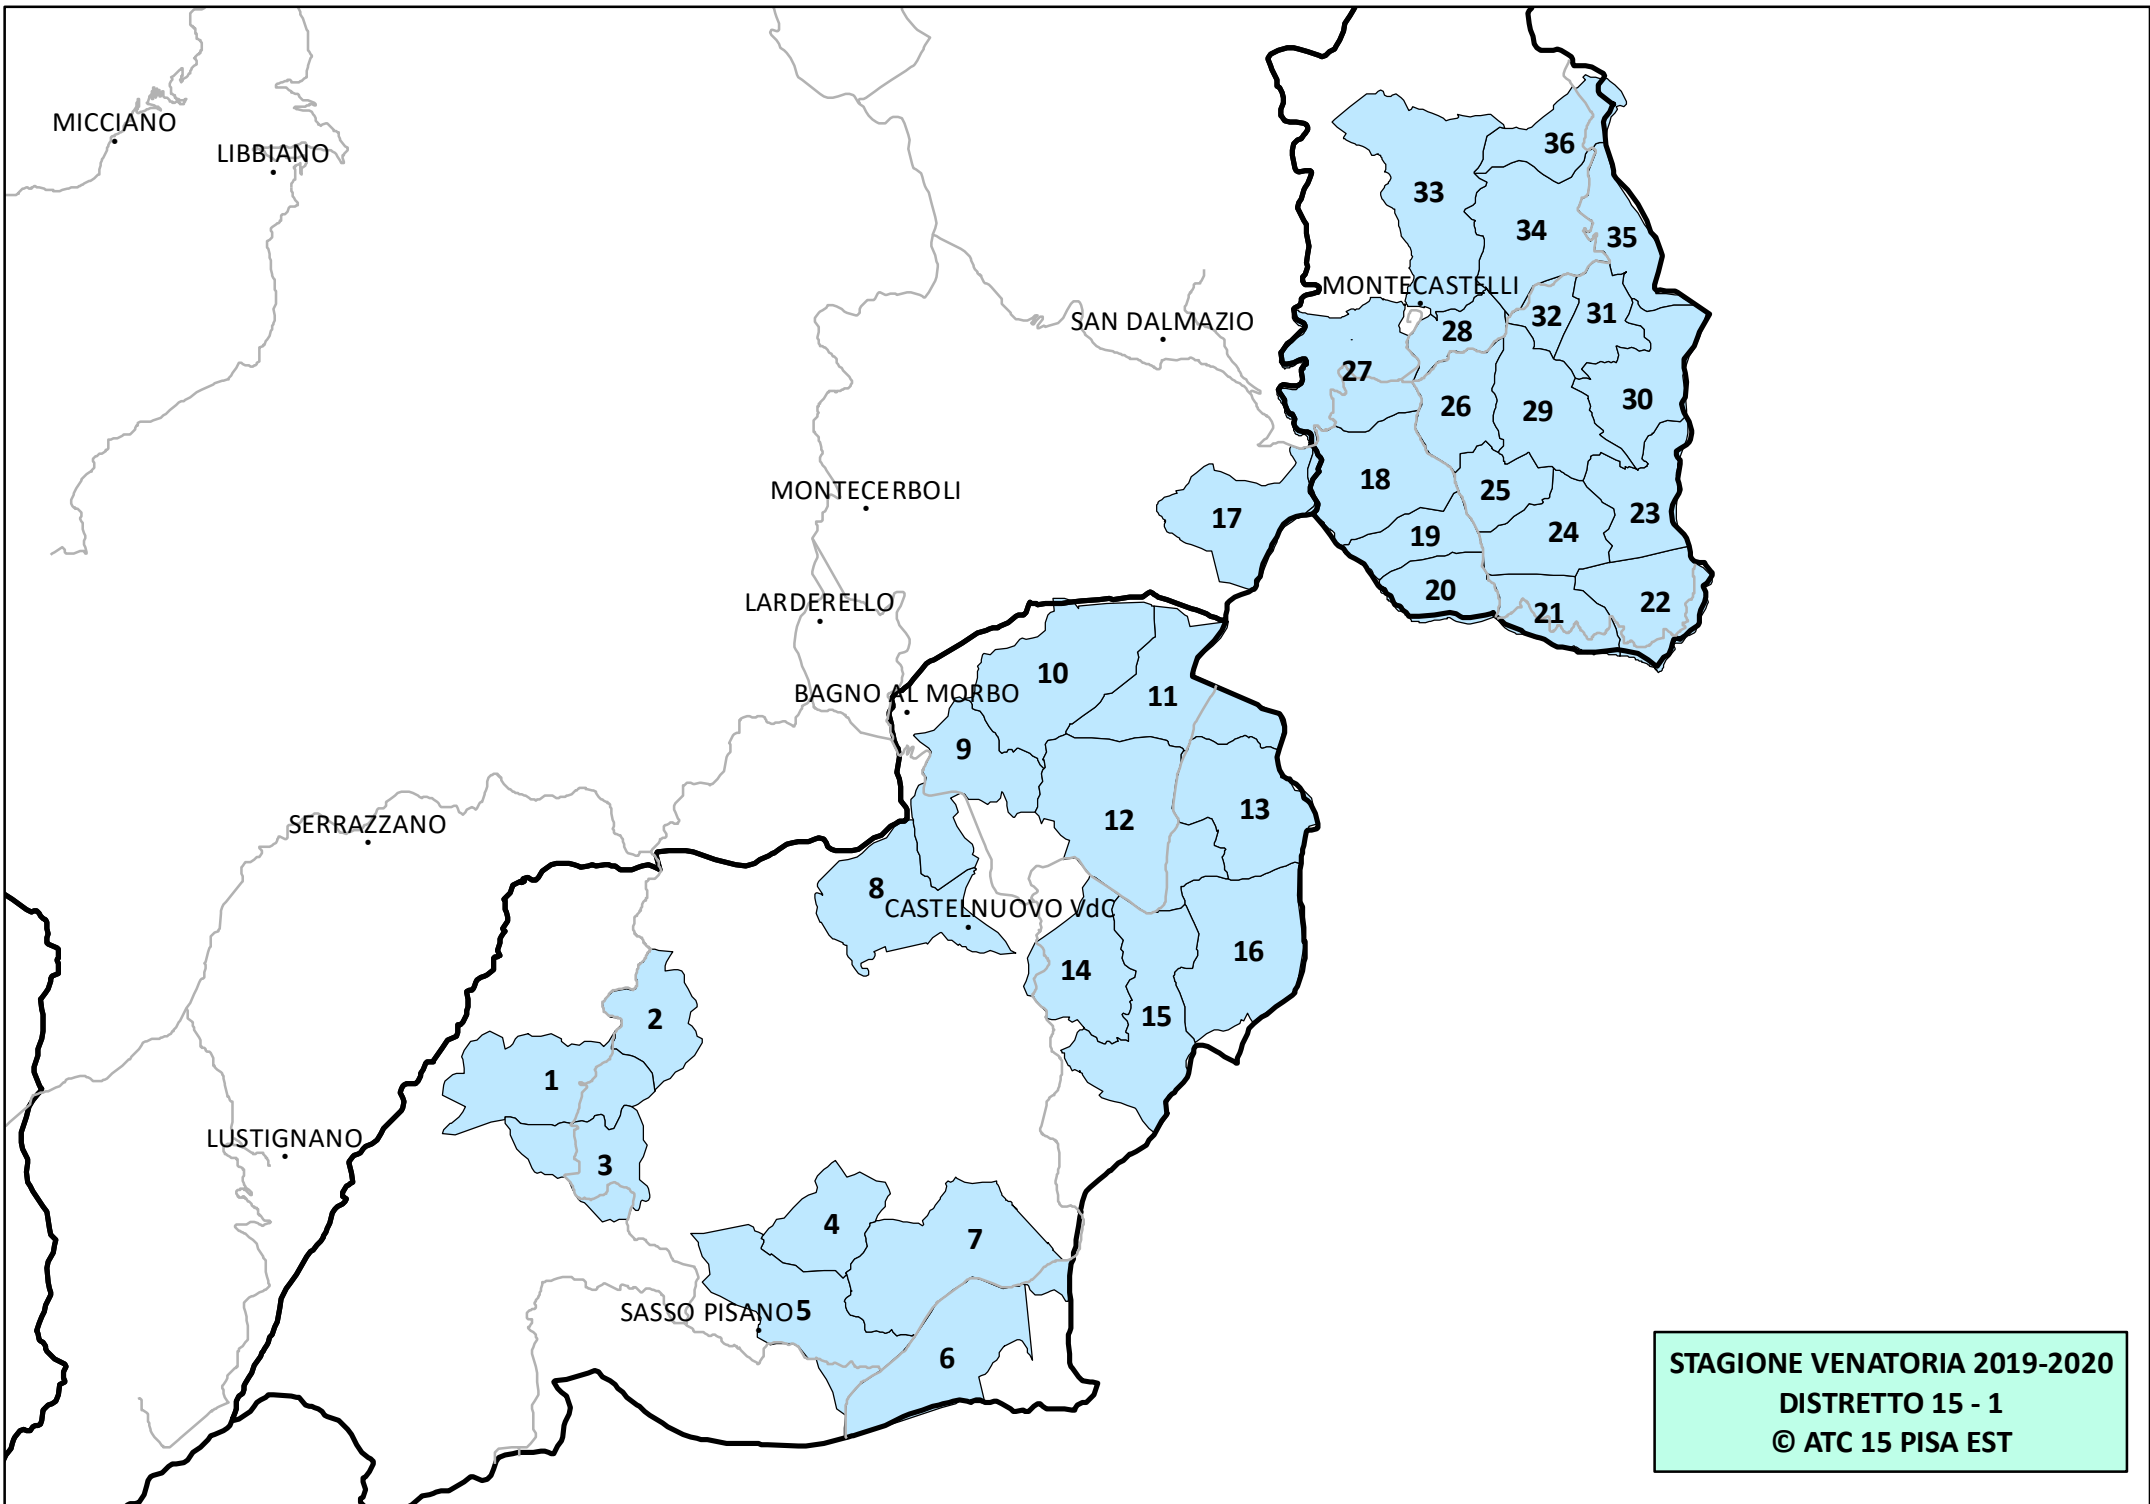 MICCIANO
LIBBIANO
36
33
34
35
MONTECASTELLI
SAN DALMAZIO
28
32
31
27
26
29
30
MONTECERBOLI
18
25
17
19
24
23
LARDERELLO
20
21
22
10
BAGNO AL MORBO
11
9
SERRAZZANO
12
13
8
CASTELNUOVO VdC
14
16
2
15
1
LUSTIGNANO
3
4
7
SASSO PISANO
5
6
STAGIONE VENATORIA 2019-2020
DISTRETTO 15 - 1
© ATC 15 PISA EST